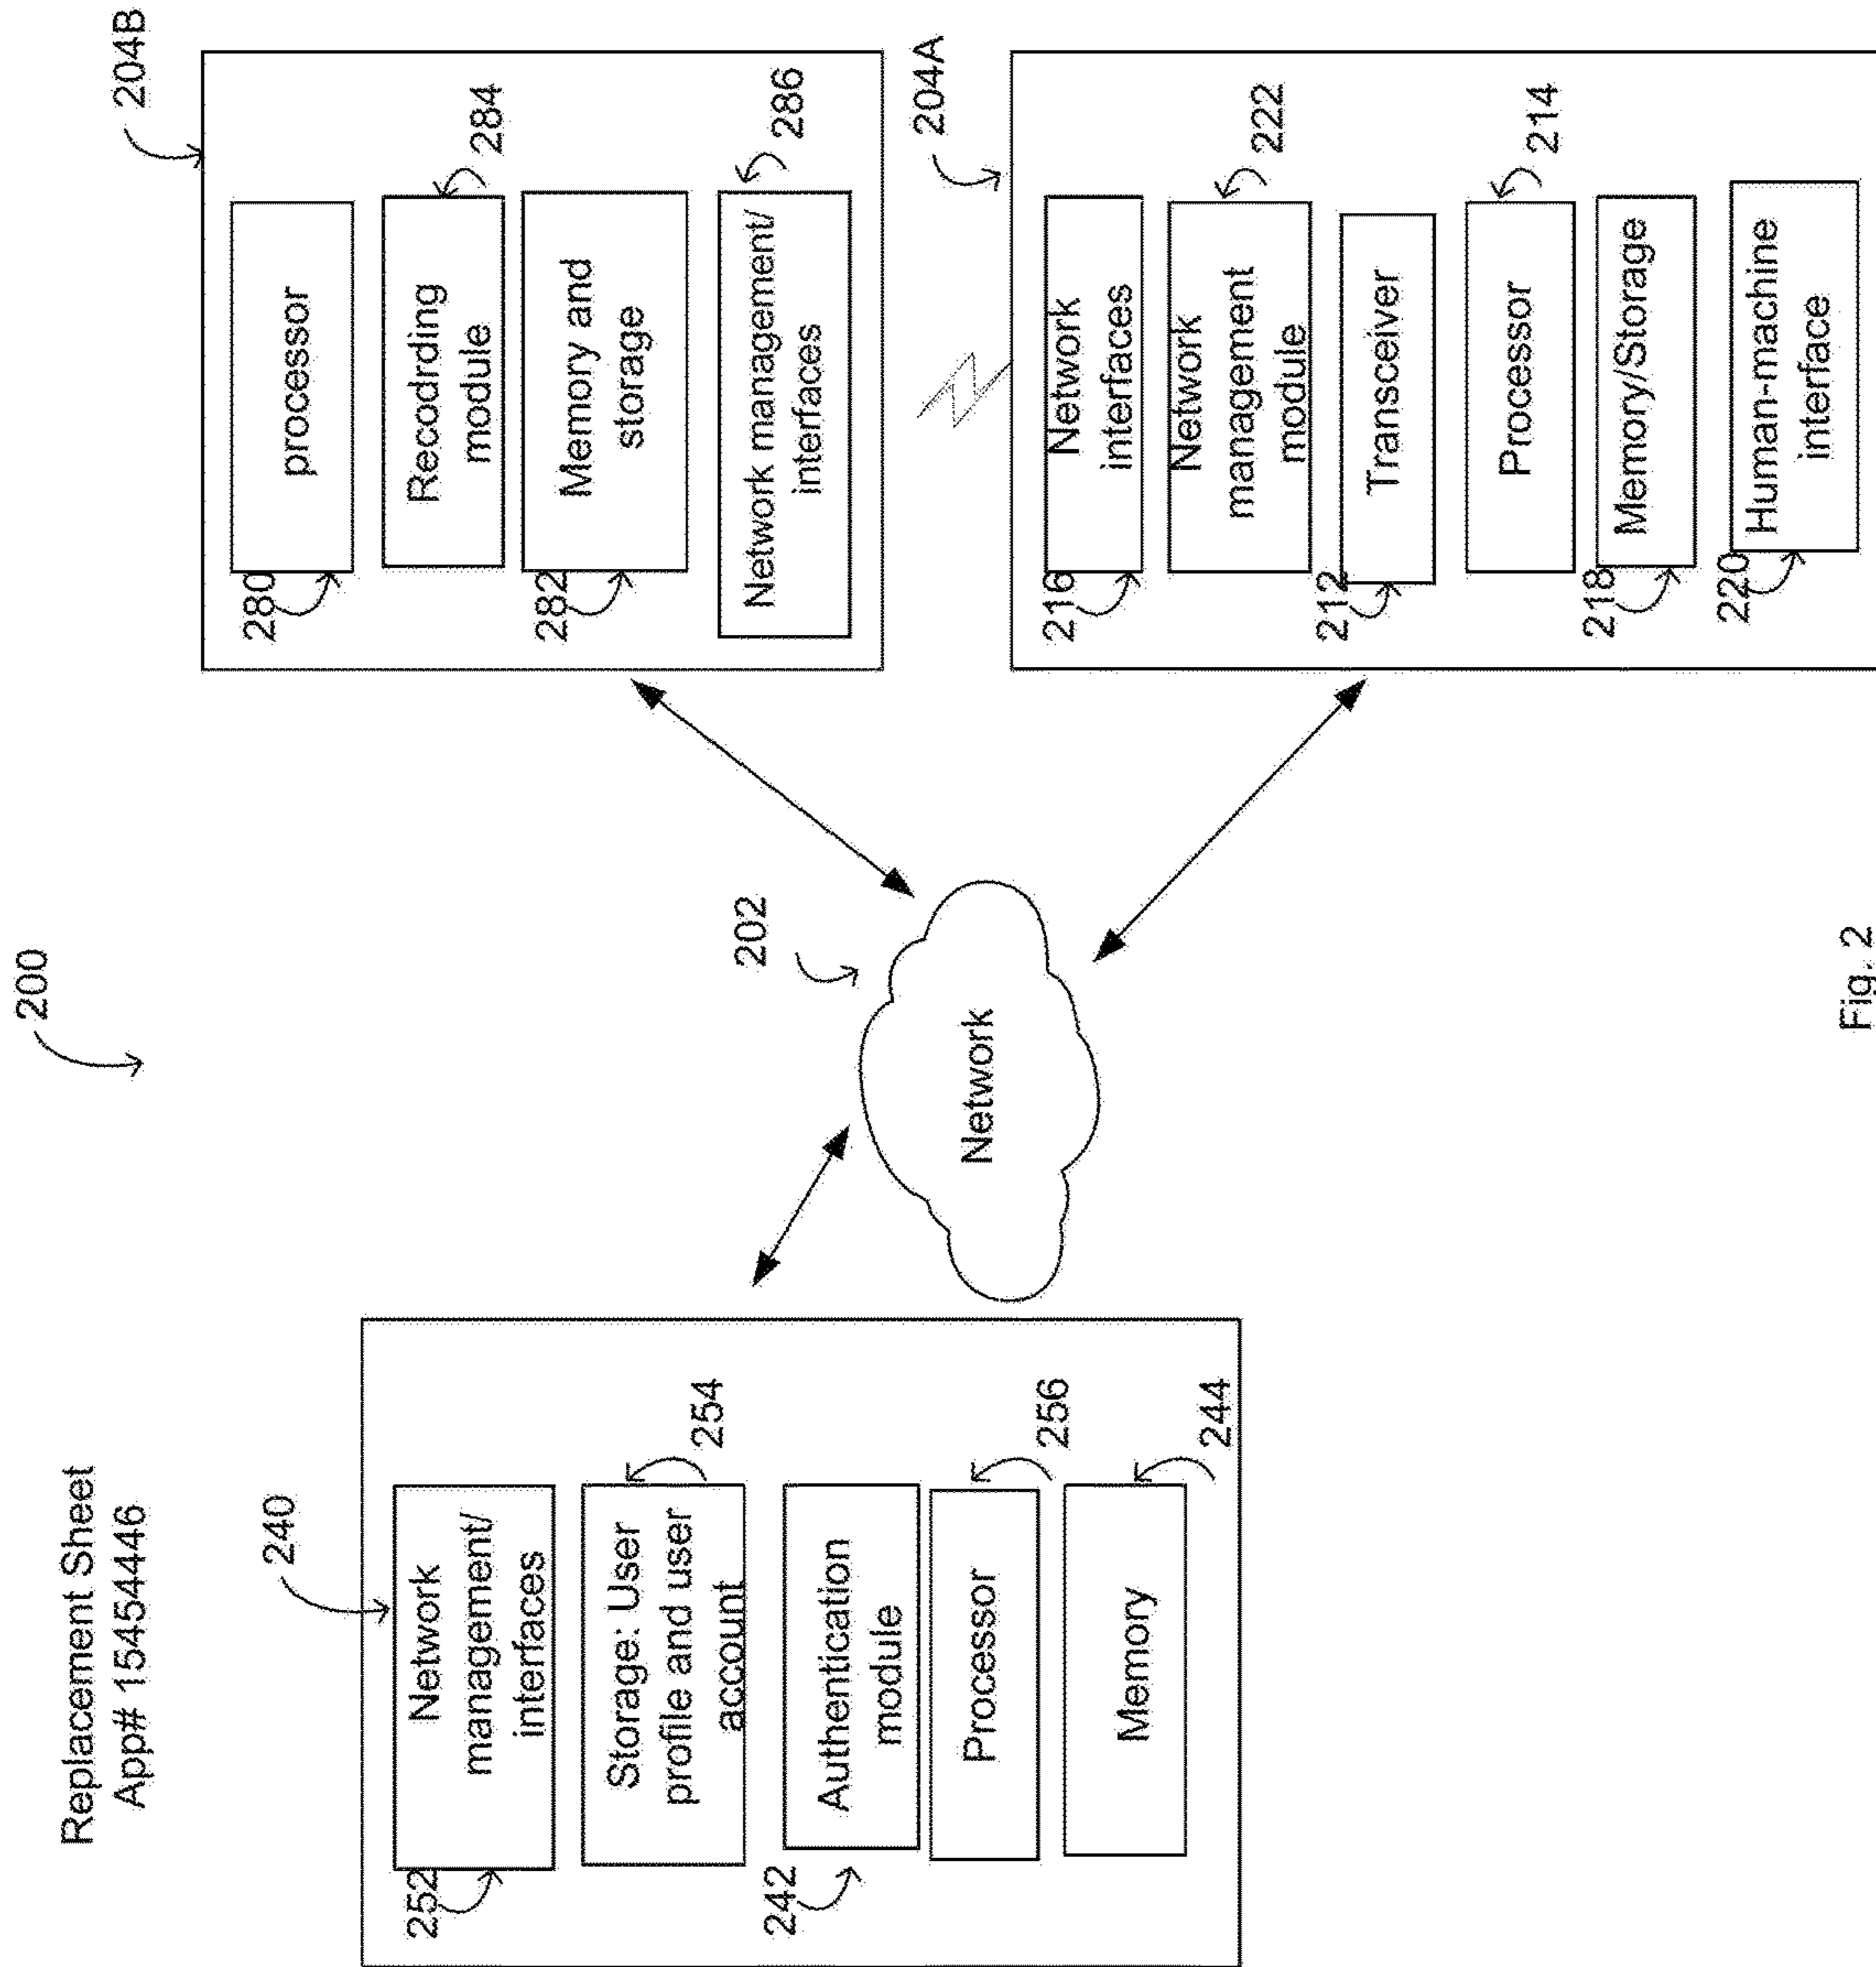 Replacement Sheet
App# 15454446
200
240
252
Network
management/
interfaces
254
Storage: User
profile and user
account
242
Authentication
module
256
Processor
244
Memory
202
Network
204B
280
processor
284
Recodrding
module
282
Memory and
storage
286
Network management/
interfaces
204A
216
Network
interfaces
222
Network
management
module
212
Transceiver
214
Processor
218
Memory/Storage
220
Human-machine
interface
Fig. 2